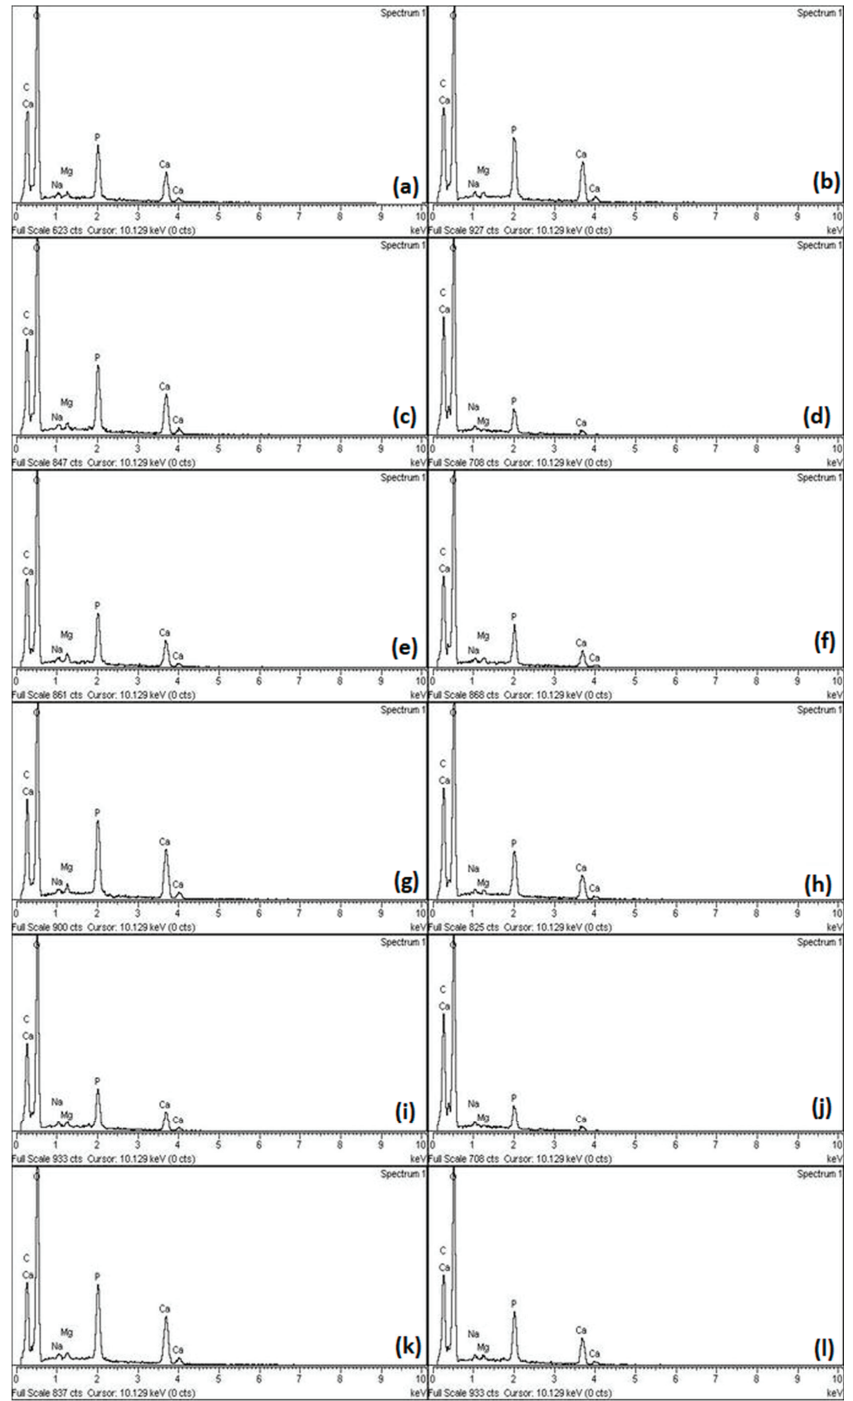 Spectrum 1
O
C
Ca
P
Mg
Na
Ca
Ca
(a)
0 1 2 3 4 5 6 7 8 9 10
Full Scale 623 cts Cursor: 10.129 keV (0 cts) keV
Spectrum 1
O
C
Ca
P
Mg
Na
Ca
Ca
(b)
0 1 2 3 4 5 6 7 8 9 10
Full Scale 927 cts Cursor: 10.129 keV (0 cts) keV
Spectrum 1
O
C
Ca
P
Mg
Na
Ca
Ca
(c)
0 1 2 3 4 5 6 7 8 9 10
Full Scale 847 cts Cursor: 10.129 keV (0 cts) keV
Spectrum 1
O
C
Ca
P
Na
Mg
Ca
(d)
0 1 2 3 4 5 6 7 8 9 10
Full Scale 708 cts Cursor: 10.129 keV (0 cts) keV
Spectrum 1
O
C
Ca
P
Mg
Na
Ca
Ca
(e)
0 1 2 3 4 5 6 7 8 9 10
Full Scale 861 cts Cursor: 10.129 keV (0 cts) keV
Spectrum 1
O
C
Ca
P
Mg
Na
Ca
Ca
(f)
0 1 2 3 4 5 6 7 8 9 10
Full Scale 868 cts Cursor: 10.129 keV (0 cts) keV
Spectrum 1
O
C
Ca
P
Mg
Na
Ca
Ca
(g)
0 1 2 3 4 5 6 7 8 9 10
Full Scale 900 cts Cursor: 10.129 keV (0 cts) keV
Spectrum 1
O
C
Ca
P
Na
Mg
Ca
Ca
(h)
0 1 2 3 4 5 6 7 8 9 10
Full Scale 825 cts Cursor: 10.129 keV (0 cts) keV
Spectrum 1
O
C
Ca
P
Na
Mg
Ca
Ca
(i)
0 1 2 3 4 5 6 7 8 9 10
Full Scale 933 cts Cursor: 10.129 keV (0 cts) keV
Spectrum 1
O
C
Ca
P
Na
Mg
Ca
(j)
0 1 2 3 4 5 6 7 8 9 10
Full Scale 708 cts Cursor: 10.129 keV (0 cts) keV
Spectrum 1
O
C
Ca
P
Mg
Na
Ca
Ca
(k)
0 1 2 3 4 5 6 7 8 9 10
Full Scale 837 cts Cursor: 10.129 keV (0 cts) keV
Spectrum 1
O
C
Ca
P
Na
Mg
Ca
Ca
(l)
0 1 2 3 4 5 6 7 8 9 10
Full Scale 933 cts Cursor: 10.129 keV (0 cts) keV